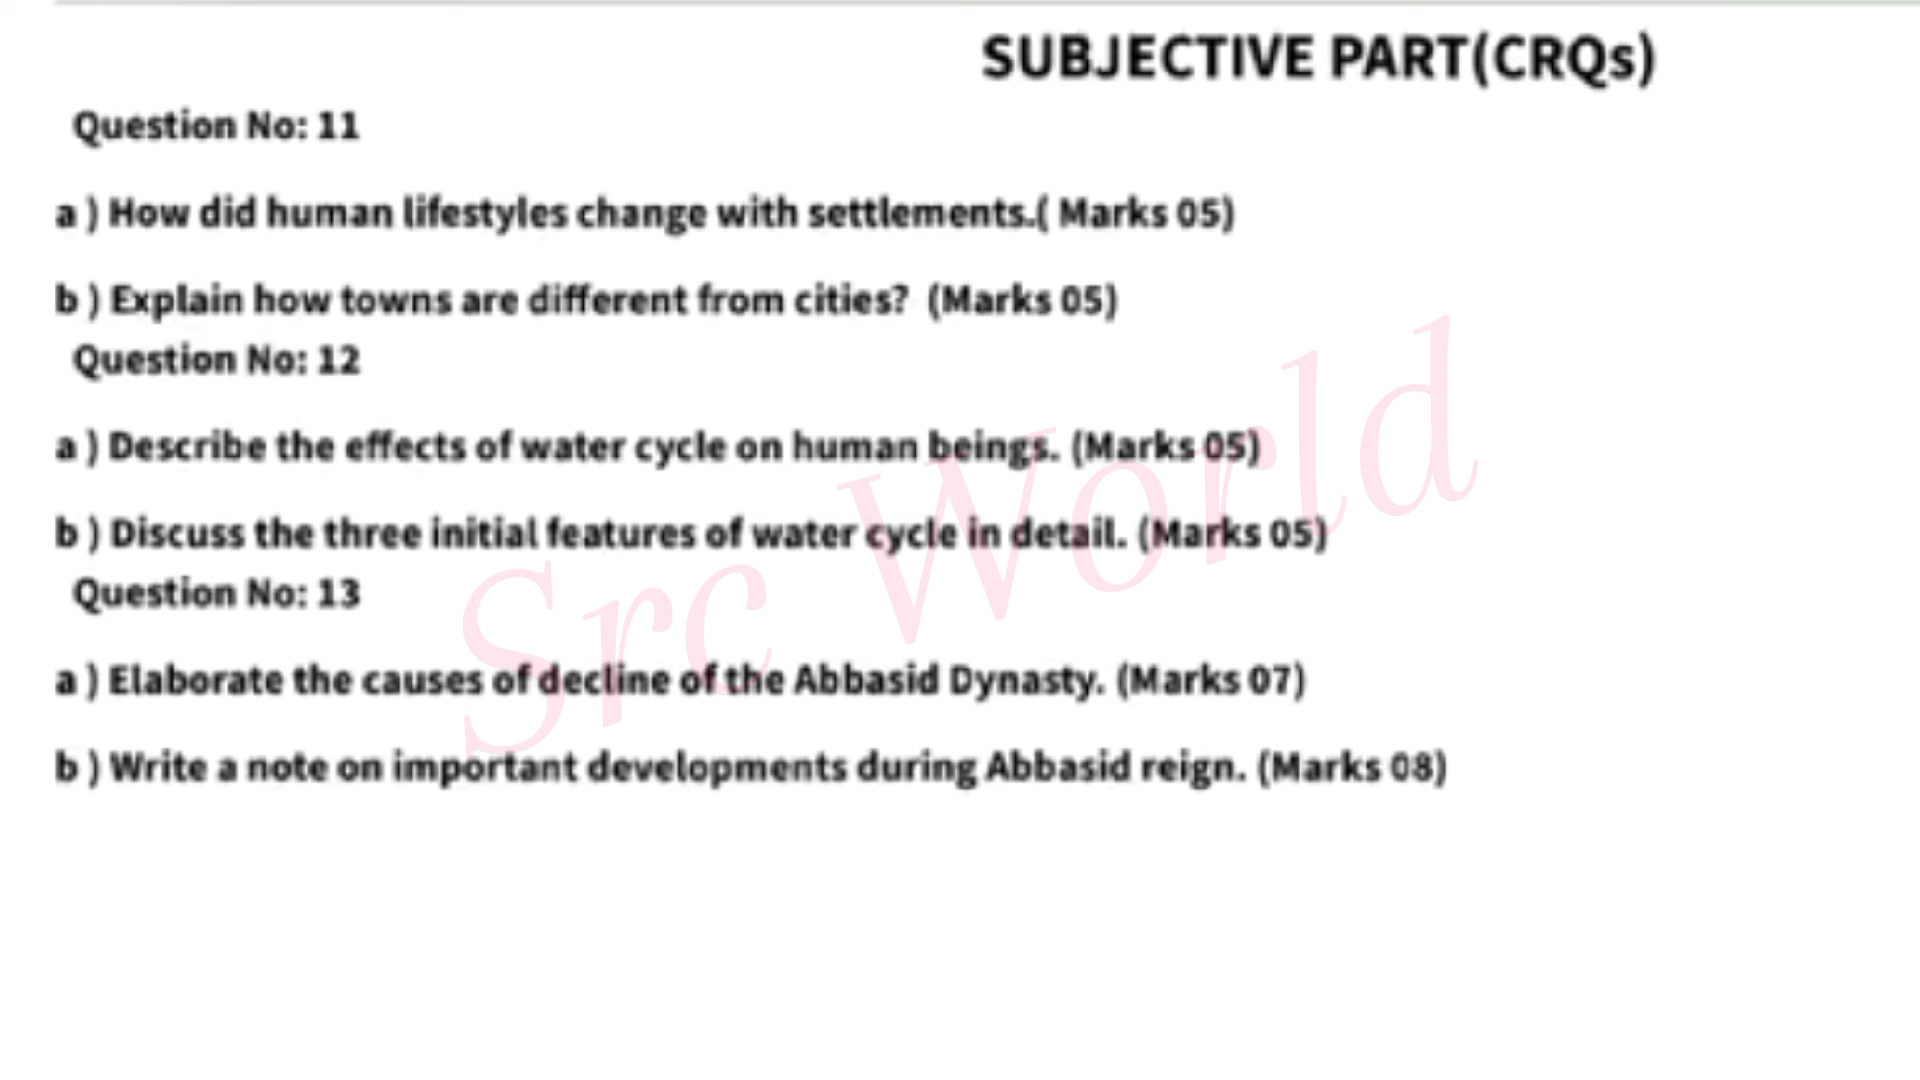 SUBJECTIVE PART(CRQs)
Question No: 11
a ) How did human lifestyles change with settlements.( Marks 05)
b ) Explain how towns are different from cities?  (Marks 05)
Question No: 12
a ) Describe the effects of water cycle on human beings. (Marks 05)
b ) Discuss the three initial features of water cycle in detail. (Marks 05)
Question No: 13
a ) Elaborate the causes of decline of the Abbasid Dynasty. (Marks 07)
b ) Write a note on important developments during Abbasid reign. (Marks 08)
Src World